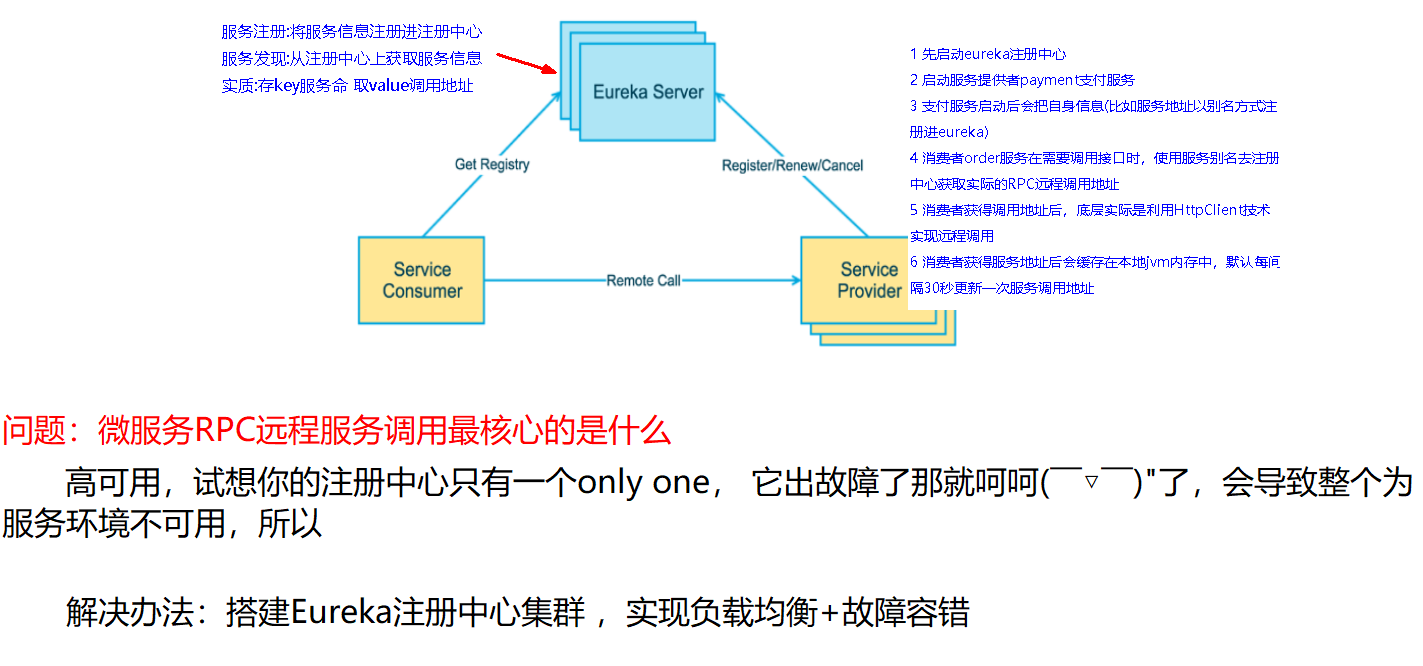 服务注册:将服务信息注册进注册中心
服务发现:从注册中心上获取服务信息
实质:存key服务命 取value调用地址
Eureka Server
Get Registry
Register/Renew/Cancel
Service
Consumer
Remote Call
Service
Provider
1 先启动eureka注册中心
2 启动服务提供者payment支付服务
3 支付服务启动后会把自身信息(比如服务地址以别名方式注
册进eureka)
4 消费者order服务在需要调用接口时，使用服务别名去注册
中心获取实际的RPC远程调用地址
5 消费者获得调用地址后，底层实际是利用HttpClient技术
实现远程调用
6 消费者获得服务地址后会缓存在本地jvm内存中，默认每间
隔30秒更新一次服务调用地址
问题：微服务RPC远程服务调用最核心的是什么
高可用，试想你的注册中心只有一个only one， 它出故障了那就呵呵(￣▽￣)"了，会导致整个为
服务环境不可用，所以
解决办法：搭建Eureka注册中心集群 ，实现负载均衡+故障容错